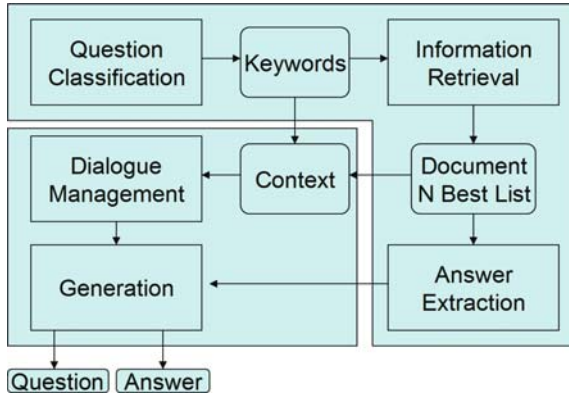 Question
Classification
Keywords
Information
Retrieval
Dialogue
Management
Context
Document
N Best List
Generation
Answer
Extraction
Question
Answer